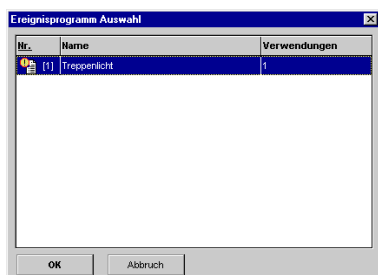 Ereignisprogramm Auswahl
Nr. Name Verwendungen
[1] Treppenlicht 1
OK Abbruch